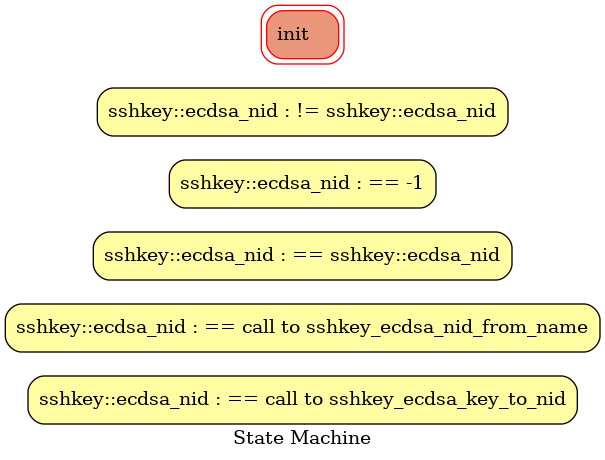 init
sshkey::ecdsa_nid : != sshkey::ecdsa_nid
sshkey::ecdsa_nid : == -1
sshkey::ecdsa_nid : == sshkey::ecdsa_nid
sshkey::ecdsa_nid : == call to sshkey_ecdsa_nid_from_name
sshkey::ecdsa_nid : == call to sshkey_ecdsa_key_to_nid
State Machine